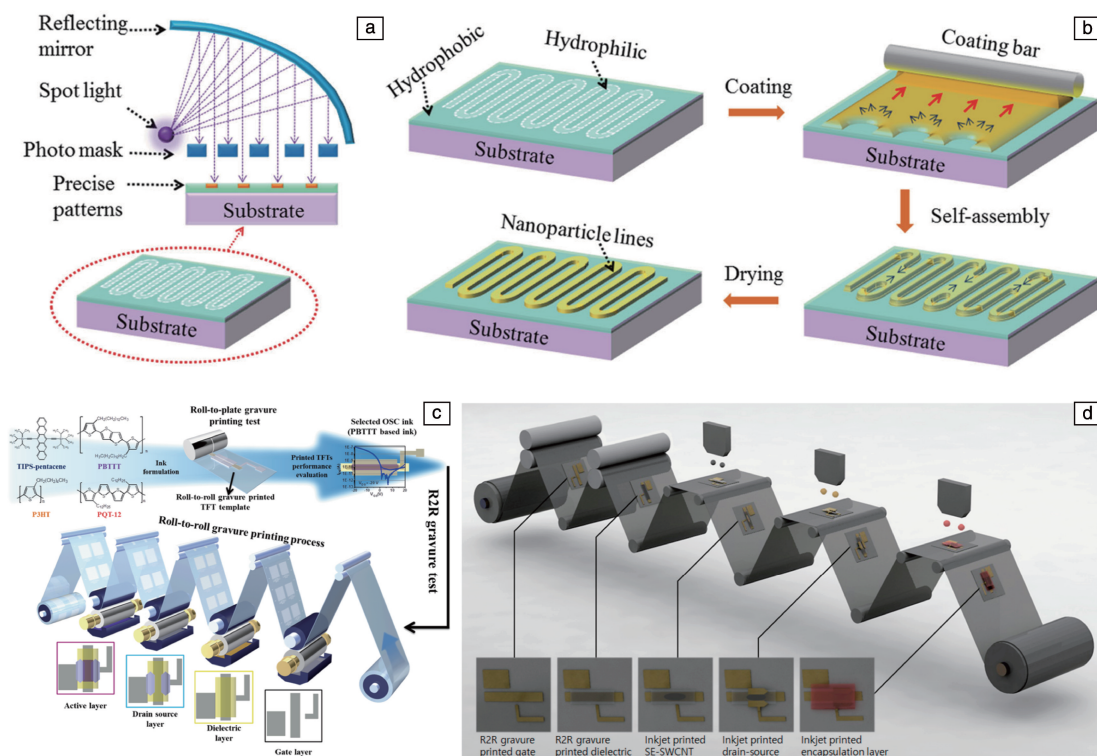 a
Reflecting
mirror
Spot light
Photo mask
Precise
patterns
Substrate
Substrate
b
Hydrophobic
Hydrophilic
Substrate
Coating
Coating bar
Substrate
Self-assembly
Substrate
Drying
Nanoparticle lines
Substrate
c
TIPS-pentacene
PBTTT
P3HT
PQT-12
Ink
formulation
Roll-to-plate gravure
printing test
Roll-to-roll gravure printed
TFT template
Printed TFTs
performance
evaluation
Selected OSC ink
(PBTTT based ink)
R2R gravure test
Roll-to-roll gravure printing process
Active layer
Drain source
layer
Dielectric
layer
Gate layer
d
R2R gravure
printed gate
R2R gravure
printed dielectric
Inkjet printed
SE-SWCNT
Inkjet printed
drain-source
Inkjet printed
encapsulation layer